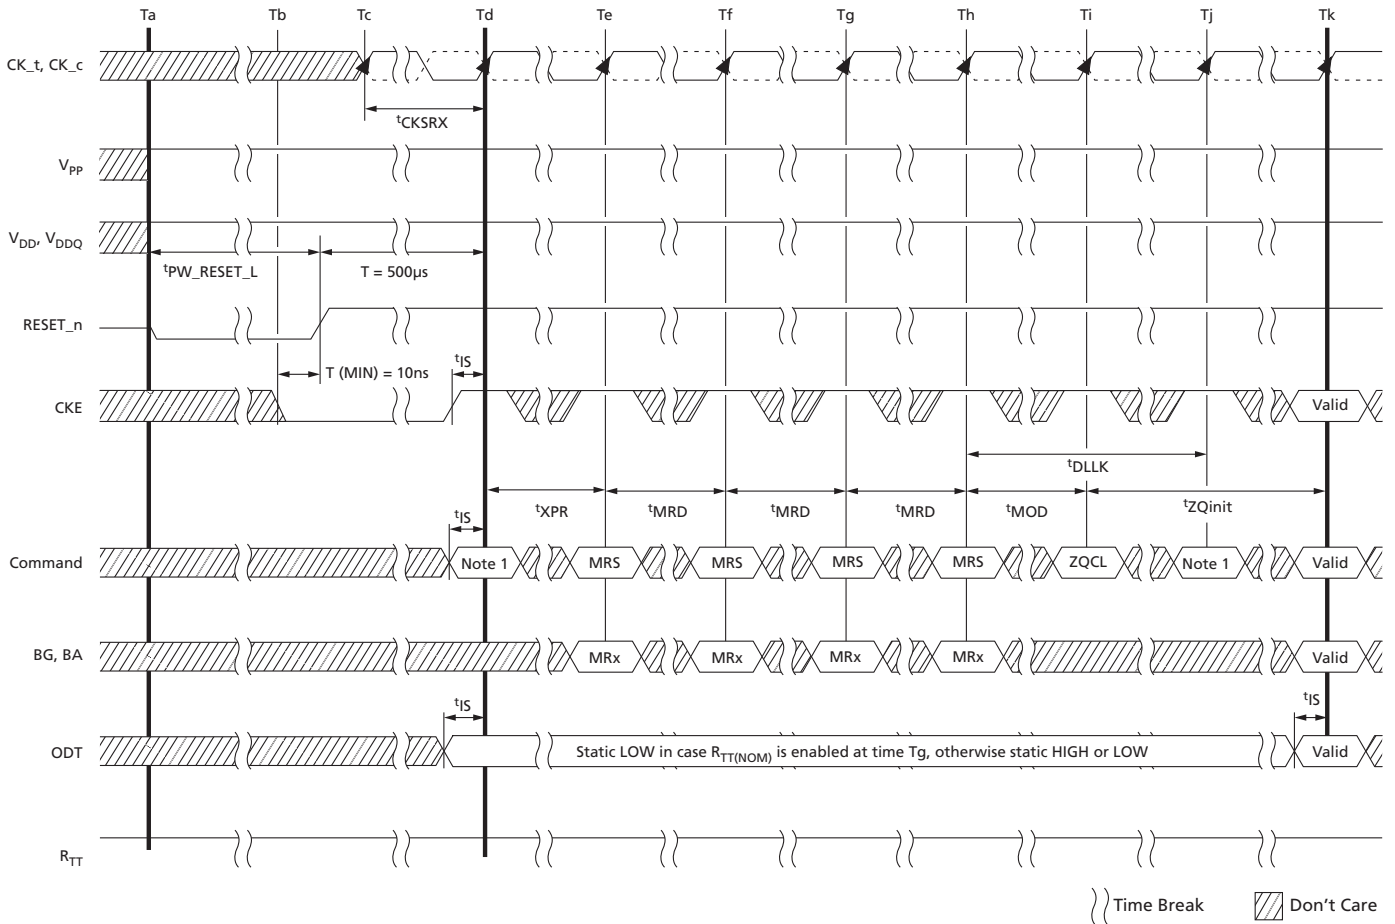 Ta Tb Tc Td Te Tf Tg Th Ti Tj Tk
CK_t, CK_c
tCKSRX
VPP
VDD, VDDQ
tPW_RESET_L T = 500μs
RESET_n
T (MIN) = 10ns tIS
CKE Valid
tDLLK
tXPR tMRD tMRD tMRD tMOD tZQinit
tIS
Command Note 1 MRS MRS MRS MRS ZQCL Note 1 Valid
BG, BA MRx MRx MRx MRx Valid
tIS tIS
ODT Static LOW in case RTT(NOM) is enabled at time Tg, otherwise static HIGH or LOW Valid
RTT
Time Break Don't Care